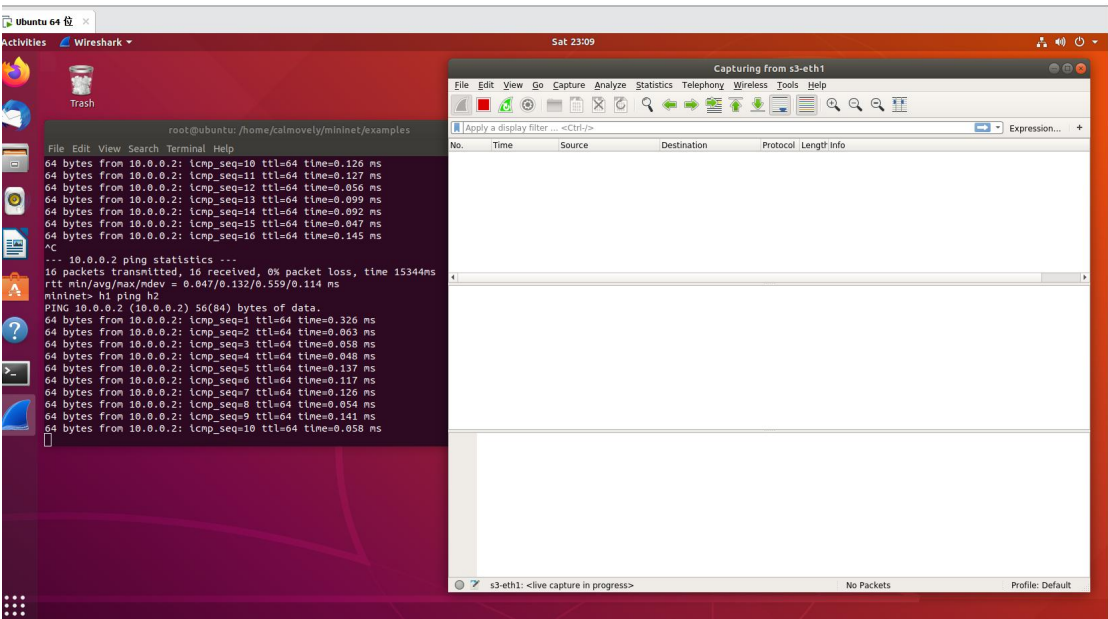 Ubuntu 64 位
Activities
Wireshark
Sat 23:09
Trash
root@ubuntu: /home/calmovely/mininet/examples
File Edit View Search Terminal Help
64 bytes from 10.0.0.2: icmp_seq=10 ttl=64 time=0.126 ms
64 bytes from 10.0.0.2: icmp_seq=11 ttl=64 time=0.127 ms
64 bytes from 10.0.0.2: icmp_seq=12 ttl=64 time=0.056 ms
64 bytes from 10.0.0.2: icmp_seq=13 ttl=64 time=0.099 ms
64 bytes from 10.0.0.2: icmp_seq=14 ttl=64 time=0.092 ms
64 bytes from 10.0.0.2: icmp_seq=15 ttl=64 time=0.047 ms
64 bytes from 10.0.0.2: icmp_seq=16 ttl=64 time=0.145 ms
^C
--- 10.0.0.2 ping statistics ---
16 packets transmitted, 16 received, 0% packet loss, time 15344ms
rtt min/avg/max/mdev = 0.047/0.132/0.559/0.114 ms
mininet> h1 ping h2
PING 10.0.0.2 (10.0.0.2) 56(84) bytes of data.
64 bytes from 10.0.0.2: icmp_seq=1 ttl=64 time=0.326 ms
64 bytes from 10.0.0.2: icmp_seq=2 ttl=64 time=0.063 ms
64 bytes from 10.0.0.2: icmp_seq=3 ttl=64 time=0.058 ms
64 bytes from 10.0.0.2: icmp_seq=4 ttl=64 time=0.048 ms
64 bytes from 10.0.0.2: icmp_seq=5 ttl=64 time=0.137 ms
64 bytes from 10.0.0.2: icmp_seq=6 ttl=64 time=0.117 ms
64 bytes from 10.0.0.2: icmp_seq=7 ttl=64 time=0.126 ms
64 bytes from 10.0.0.2: icmp_seq=8 ttl=64 time=0.054 ms
64 bytes from 10.0.0.2: icmp_seq=9 ttl=64 time=0.141 ms
64 bytes from 10.0.0.2: icmp_seq=10 ttl=64 time=0.058 ms
Capturing from s3-eth1
File Edit View Go Capture Analyze Statistics Telephony Wireless Tools Help
Apply a display filter ... <Ctrl-/>
Expression... +
No. Time Source Destination Protocol Length Info
s3-eth1: <live capture in progress>
No Packets
Profile: Default